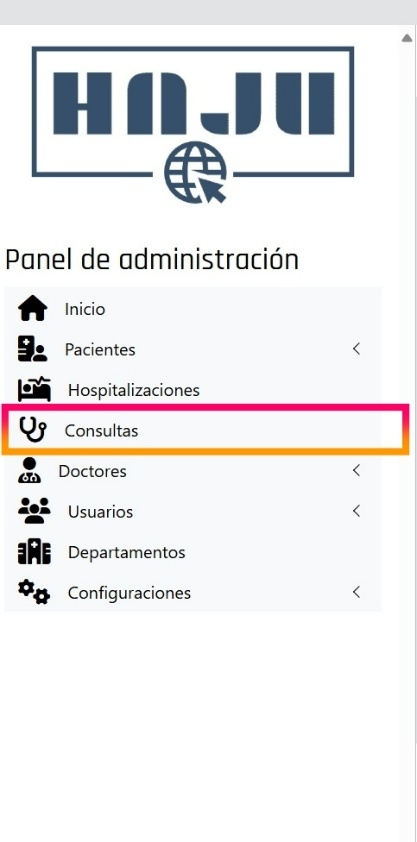 HAJU
Panel de administración
Inicio
Pacientes
Hospitalizaciones
Consultas
Doctores
Usuarios
Departamentos
Configuraciones